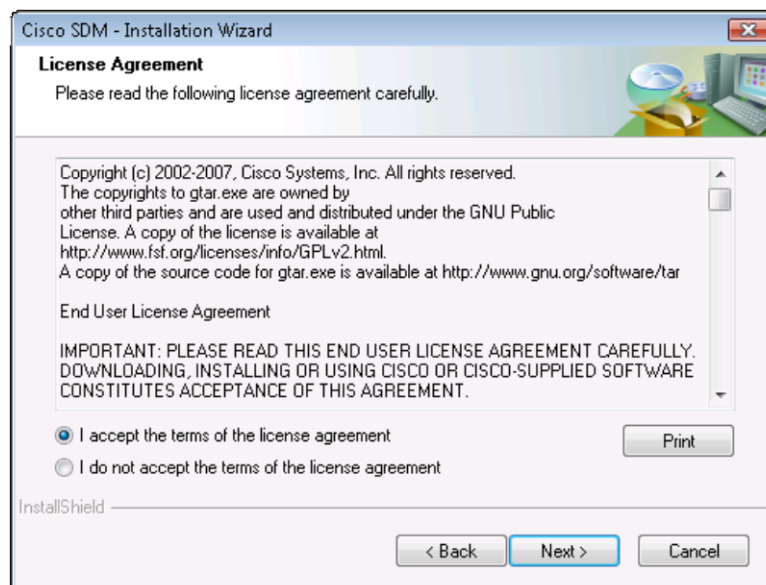 Cisco SDM - Installation Wizard
License Agreement
Please read the following license agreement carefully.
Copyright (c) 2002-2007, Cisco Systems, Inc. All rights reserved.
The copyrights to gtar.exe are owned by
other third parties and are used and distributed under the GNU Public
License. A copy of the license is available at
http://www.fsf.org/licenses/info/GPLv2.html.
A copy of the source code for gtar.exe is available at http://www.gnu.org/software/tar
End User License Agreement
IMPORTANT: PLEASE READ THIS END USER LICENSE AGREEMENT CAREFULLY.
DOWNLOADING, INSTALLING OR USING CISCO OR CISCO-SUPPLIED SOFTWARE
CONSTITUTES ACCEPTANCE OF THIS AGREEMENT.
I accept the terms of the license agreement
Print
I do not accept the terms of the license agreement
InstallShield
< Back
Next >
Cancel